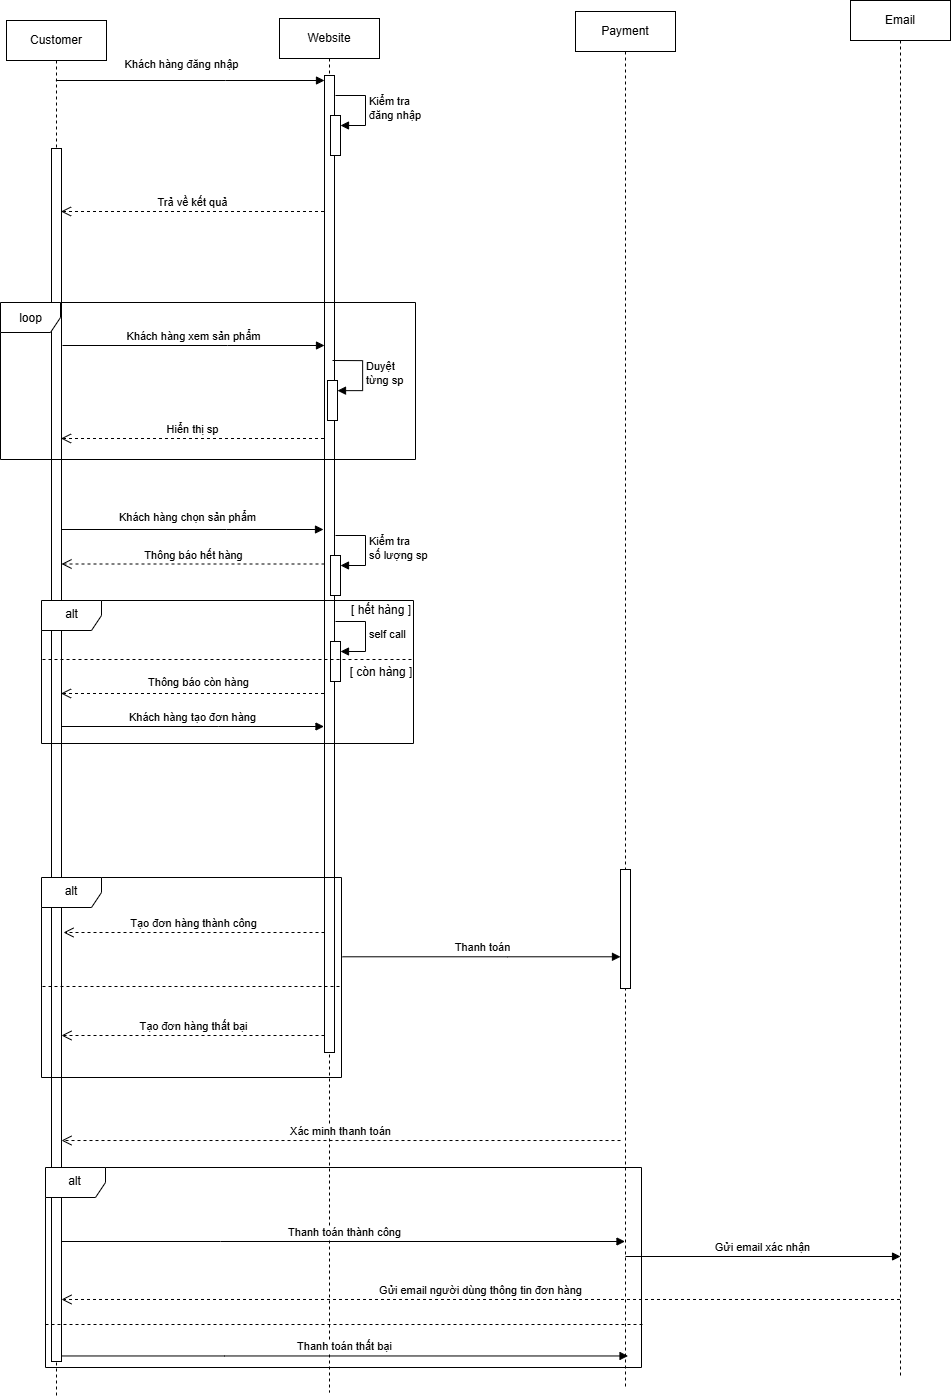 Customer
Website
Payment
Email
Khách hàng đăng nhập
Kiểm tra
đăng nhập
Trả về kết quả
loop
Khách hàng xem sản phẩm
Duyệt
từng sp
Hiển thị sp
Khách hàng chọn sản phẩm
Kiểm tra
số lượng sp
Thông báo hết hàng
alt
[ hết hàng ]
self call
[ còn hàng ]
Thông báo còn hàng
Khách hàng tạo đơn hàng
alt
Tạo đơn hàng thành công
Thanh toán
Tạo đơn hàng thất bại
Xác minh thanh toán
alt
Thanh toán thành công
Gửi email xác nhận
Gửi email người dùng thông tin đơn hàng
Thanh toán thất bại